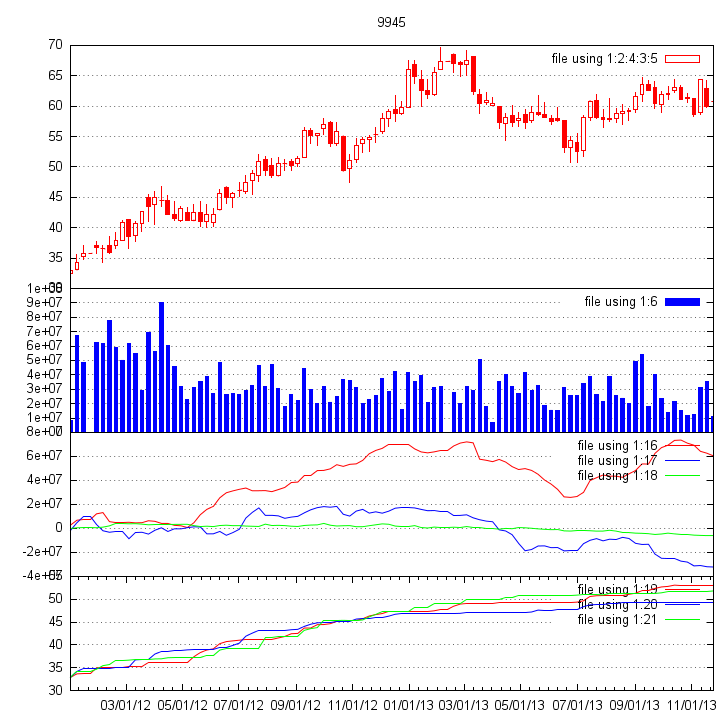 9945
70
file using 1:2:4:3:5
65
60
55
50
45
40
35
30
1e+08
9e+07
file using 1:6
8e+07
7e+07
6e+07
5e+07
4e+07
3e+07
2e+07
1e+07
8e+07
file using 1:16
file using 1:17
6e+07
file using 1:18
4e+07
2e+07
0
-2e+07
file using 1:19
50
file using 1:20
file using 1:21
45
40
35
30
03/01/12 05/01/12 07/01/12 09/01/12 11/01/12 01/01/13 03/01/13 05/01/13 07/01/13 09/01/13 11/01/13